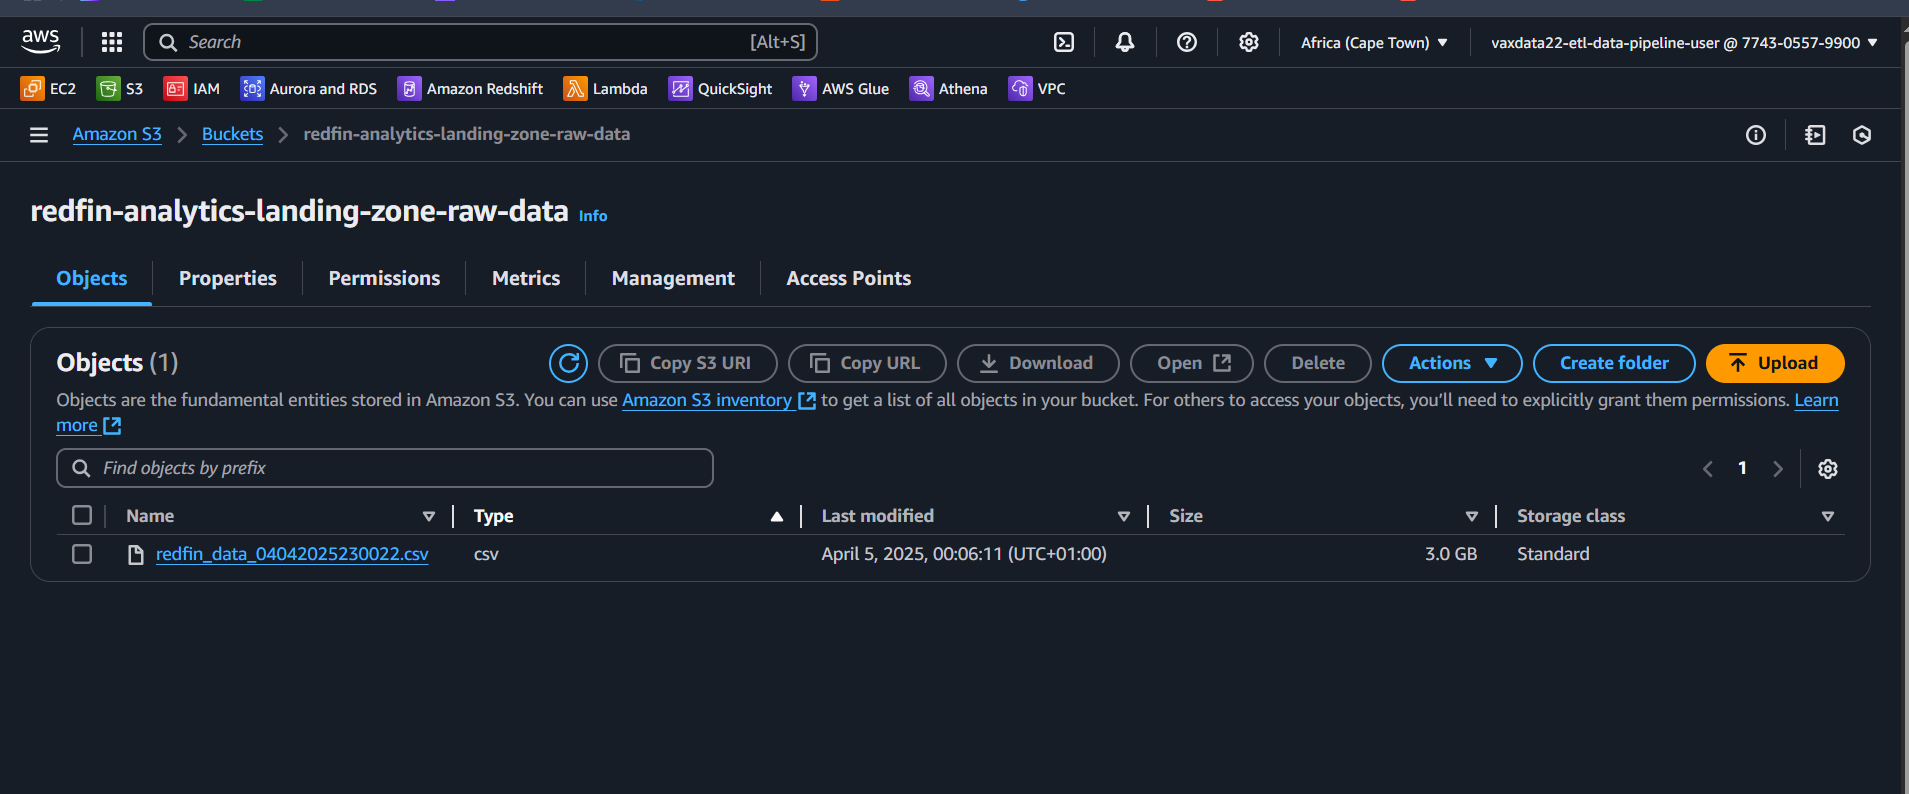 aws
Search [Alt+S] Africa (Cape Town) vaxdata22-etl-data-pipeline-user @ 7743-0557-9900
EC2 S3 IAM Aurora and RDS Amazon Redshift Lambda QuickSight AWS Glue Athena VPC
Amazon S3 Buckets redfin-analytics-landing-zone-raw-data
redfin-analytics-landing-zone-raw-data Info
Objects Properties Permissions Metrics Management Access Points
Objects (1) Copy S3 URI Copy URL Download Open Delete Actions Create folder Upload
Objects are the fundamental entities stored in Amazon S3. You can use Amazon S3 inventory to get a list of all objects in your bucket. For others to access your objects, you’ll need to explicitly grant them permissions. Learn
more
Find objects by prefix 1
Name Type Last modified Size Storage class
redfin_data_04042025230022.csv csv April 5, 2025, 00:06:11 (UTC+01:00) 3.0 GB Standard